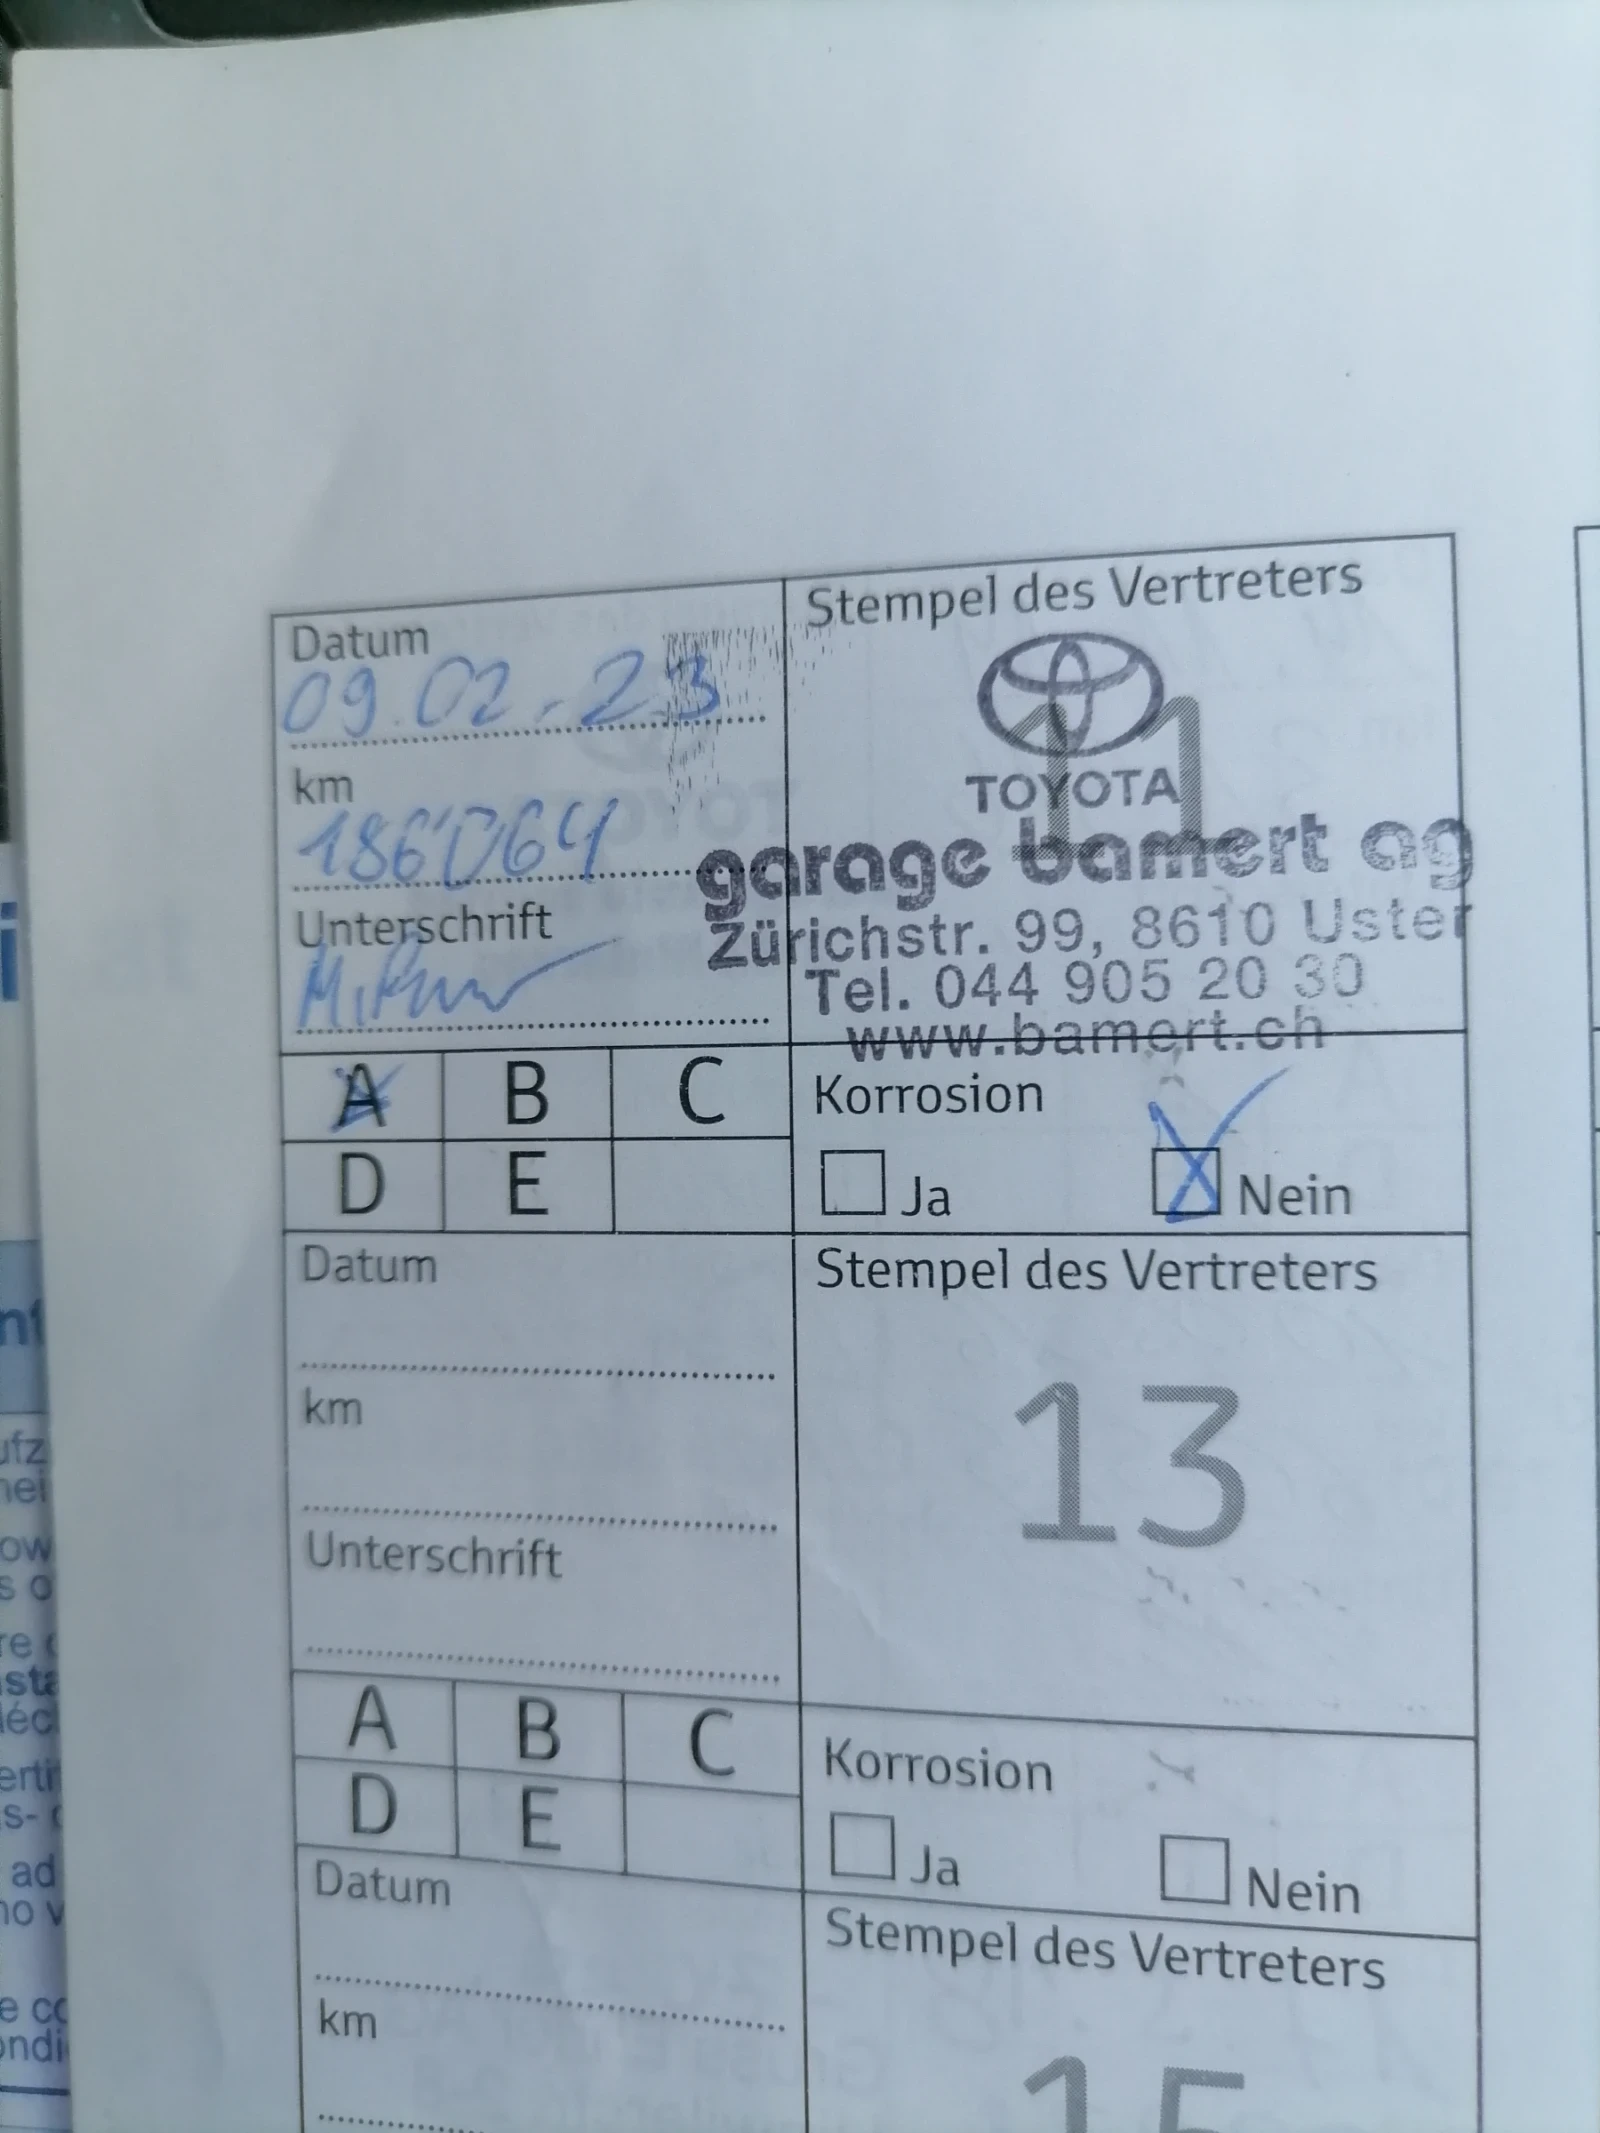 Datum
09.02.23
km
186'064
Unterschrift
Stempel des Vertreters
11
TOYOTA
garage bamert ag
Zürichstr. 99, 8610 Uster
Tel. 044 905 20 30
www.bamert.ch
A B C
D E
Korrosion
Ja Nein
Datum
km
Unterschrift
Stempel des Vertreters
13
A B C
D E
Korrosion
Ja Nein
Datum
km
Stempel des Vertreters
15